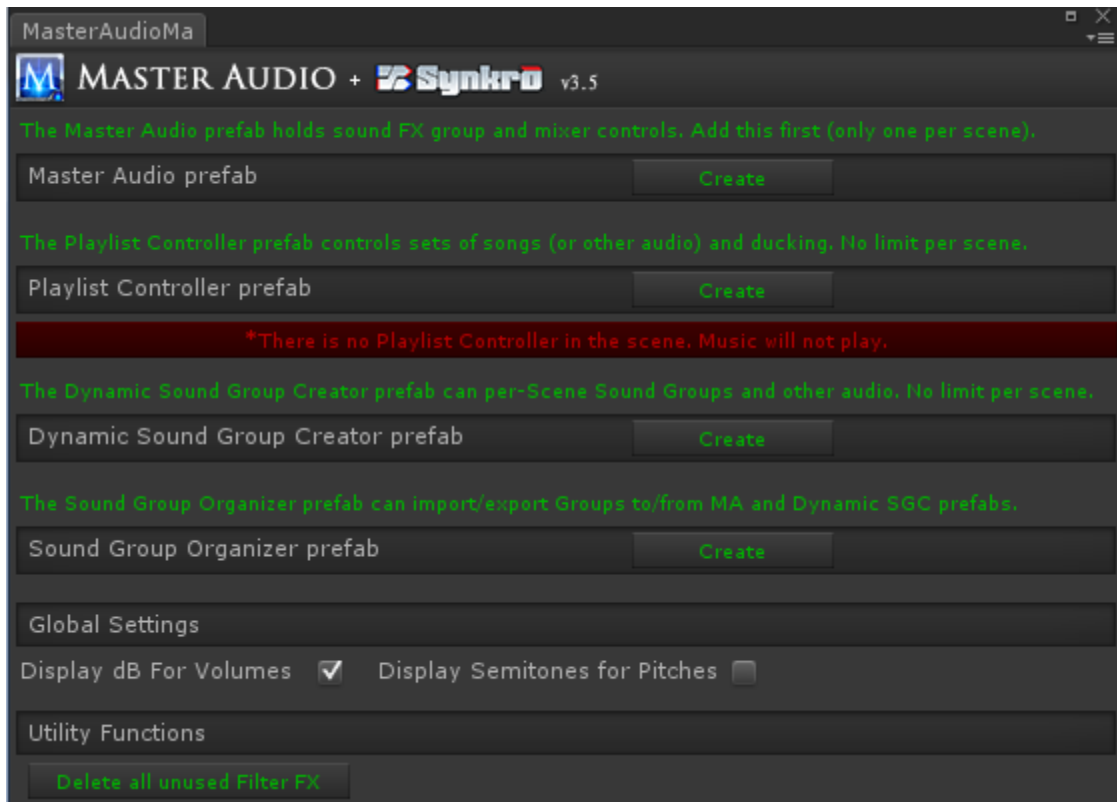 MasterAudioMa
M MASTER AUDIO + Synkro v3.5
The Master Audio prefab holds sound FX group and mixer controls. Add this first (only one per scene).
Master Audio prefab Create
The Playlist Controller prefab controls sets of songs (or other audio) and ducking. No limit per scene.
Playlist Controller prefab Create
*There is no Playlist Controller in the scene. Music will not play.
The Dynamic Sound Group Creator prefab can per-Scene Sound Groups and other audio. No limit per scene.
Dynamic Sound Group Creator prefab Create
The Sound Group Organizer prefab can import/export Groups to/from MA and Dynamic SGC prefabs.
Sound Group Organizer prefab Create
Global Settings
Display dB For Volumes Display Semitones for Pitches
Utility Functions
Delete all unused Filter FX